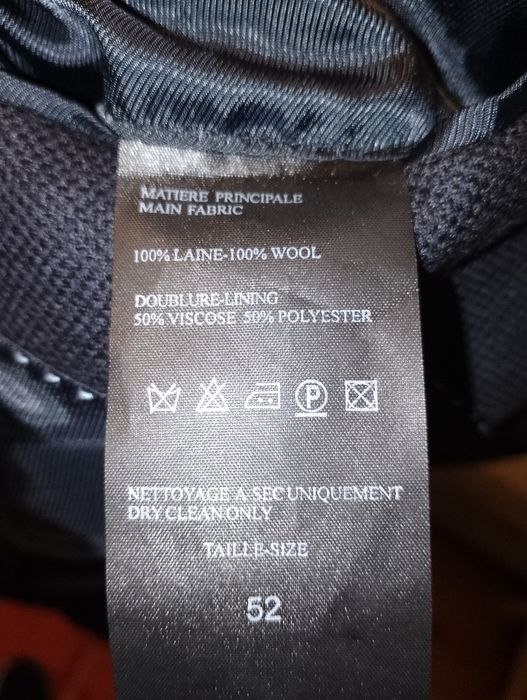 MATIERE PRINCIPALE
MAIN FABRIC
100% LAINE-100% WOOL
DOUBLURE-LINING
50% VISCOSE 50% POLYESTER
P
NETTOYAGE A SEC UNIQUEMENT
DRY CLEAN ONLY
TAILLE-SIZE
52